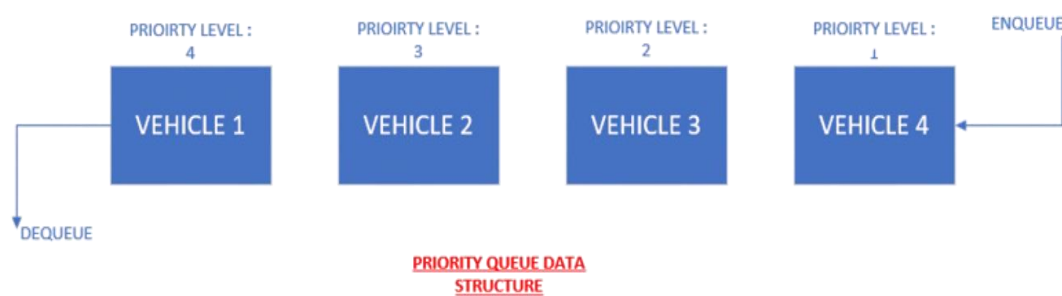 PRIOIRTY LEVEL :
4
PRIOIRTY LEVEL :
3
PRIOIRTY LEVEL :
2
PRIOIRTY LEVEL :
1
ENQUEUE
VEHICLE 1
VEHICLE 2
VEHICLE 3
VEHICLE 4
DEQUEUE
PRIORITY QUEUE DATA
STRUCTURE